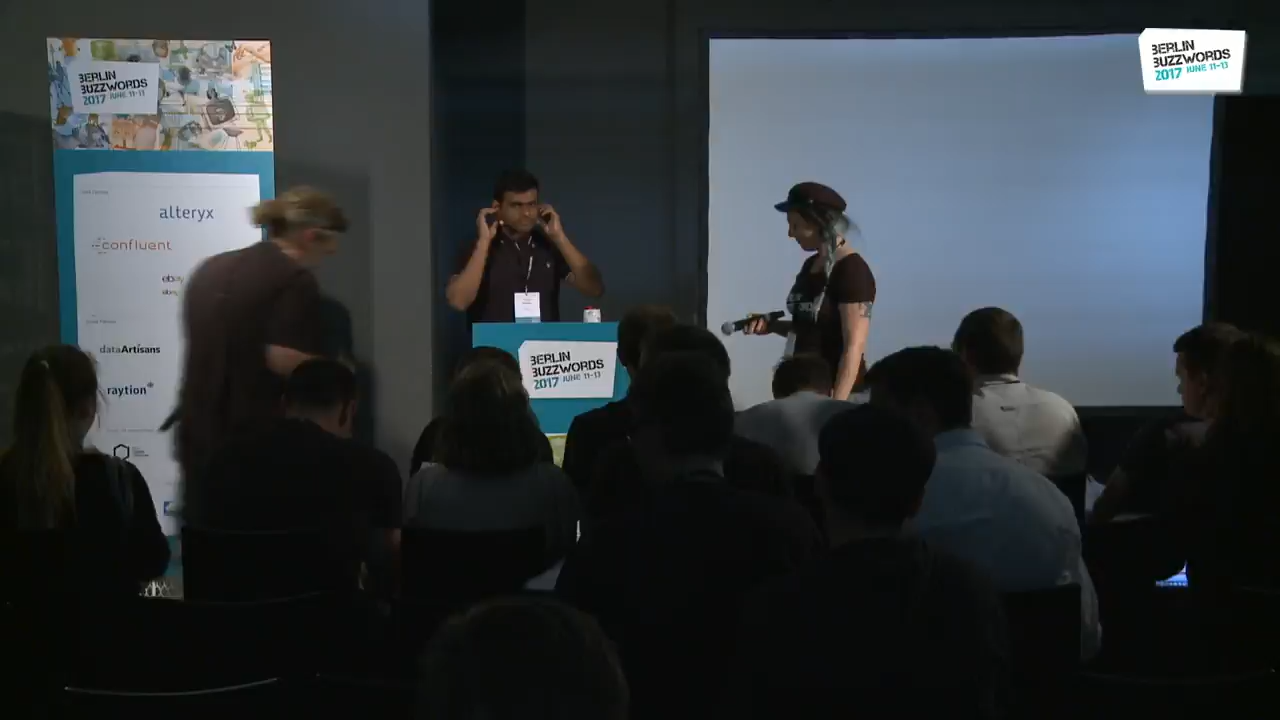 BERLIN
BUZZWORDS
2017 JUNE 11-13
alteryx
confluent
ebay
ebay
dataArtisans
raytion
BERLIN
BUZZWORDS
2017 JUNE 11-13
BERLIN
BUZZWORDS
2017 JUNE 11-13